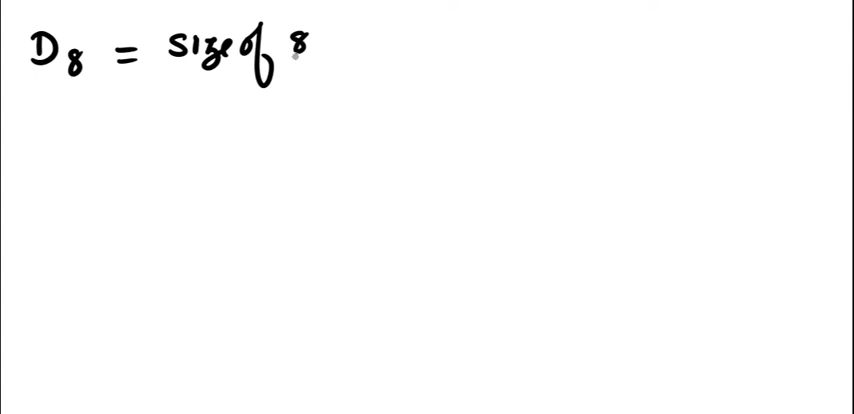 D₈ = size of 8